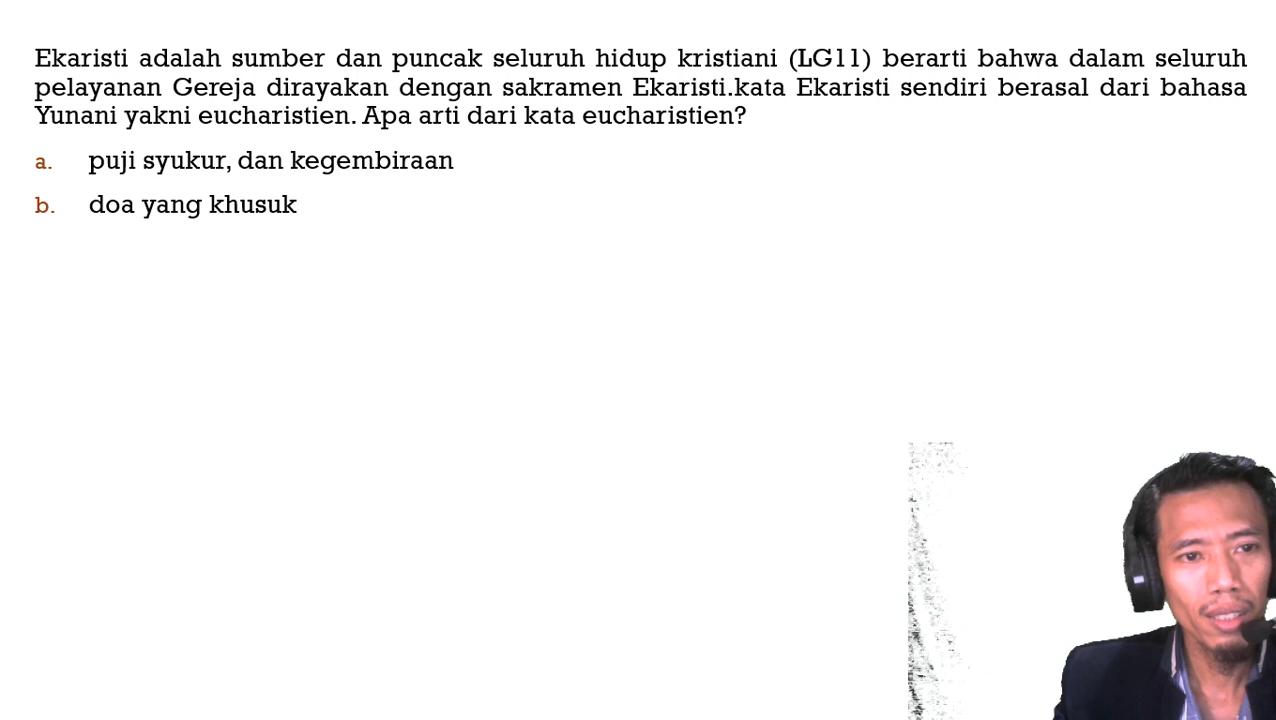 Ekaristi adalah sumber dan puncak seluruh hidup kristiani (LG11) berarti bahwa dalam seluruh
pelayanan Gereja dirayakan dengan sakramen Ekaristi.kata Ekaristi sendiri berasal dari bahasa
Yunani yakni eucharistien. Apa arti dari kata eucharistien?
a. puji syukur, dan kegembiraan
b. doa yang khusuk